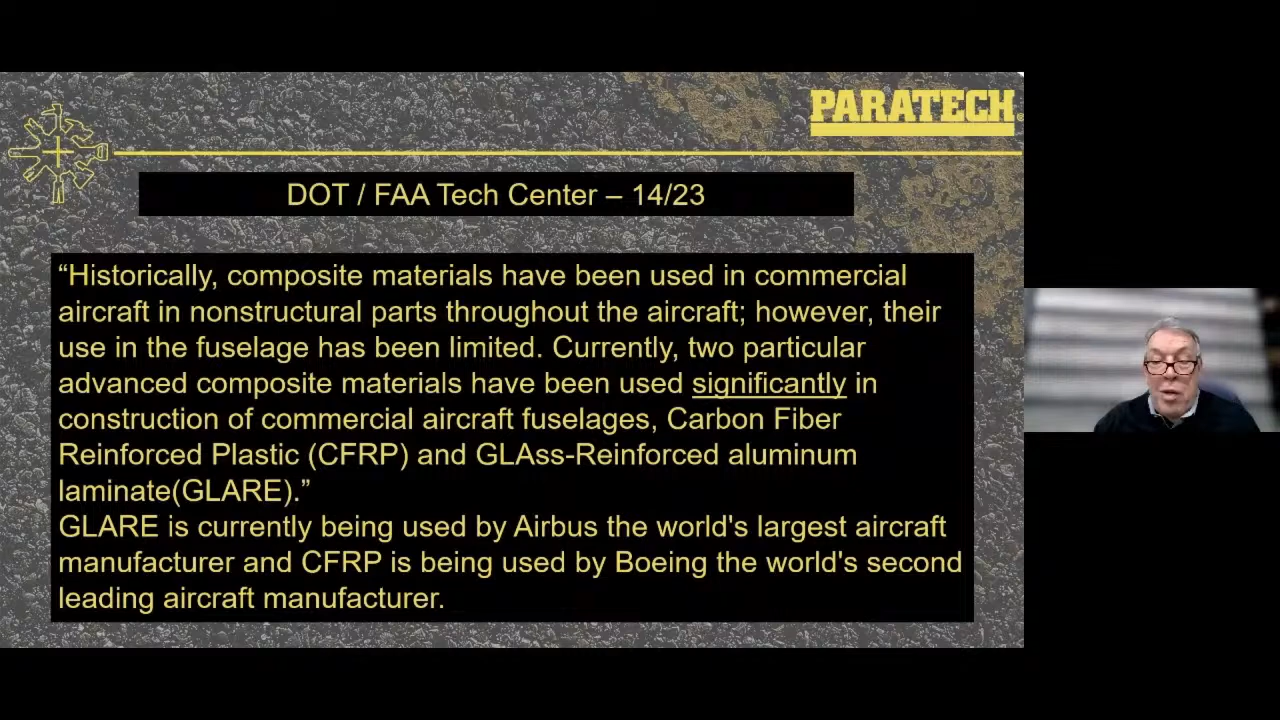 PARATECH
DOT / FAA Tech Center – 14/23
“Historically, composite materials have been used in commercial
aircraft in nonstructural parts throughout the aircraft; however, their
use in the fuselage has been limited. Currently, two particular
advanced composite materials have been used significantly in
construction of commercial aircraft fuselages, Carbon Fiber
Reinforced Plastic (CFRP) and GLAss-Reinforced aluminum
laminate(GLARE).”
GLARE is currently being used by Airbus the world's largest aircraft
manufacturer and CFRP is being used by Boeing the world's second
leading aircraft manufacturer.